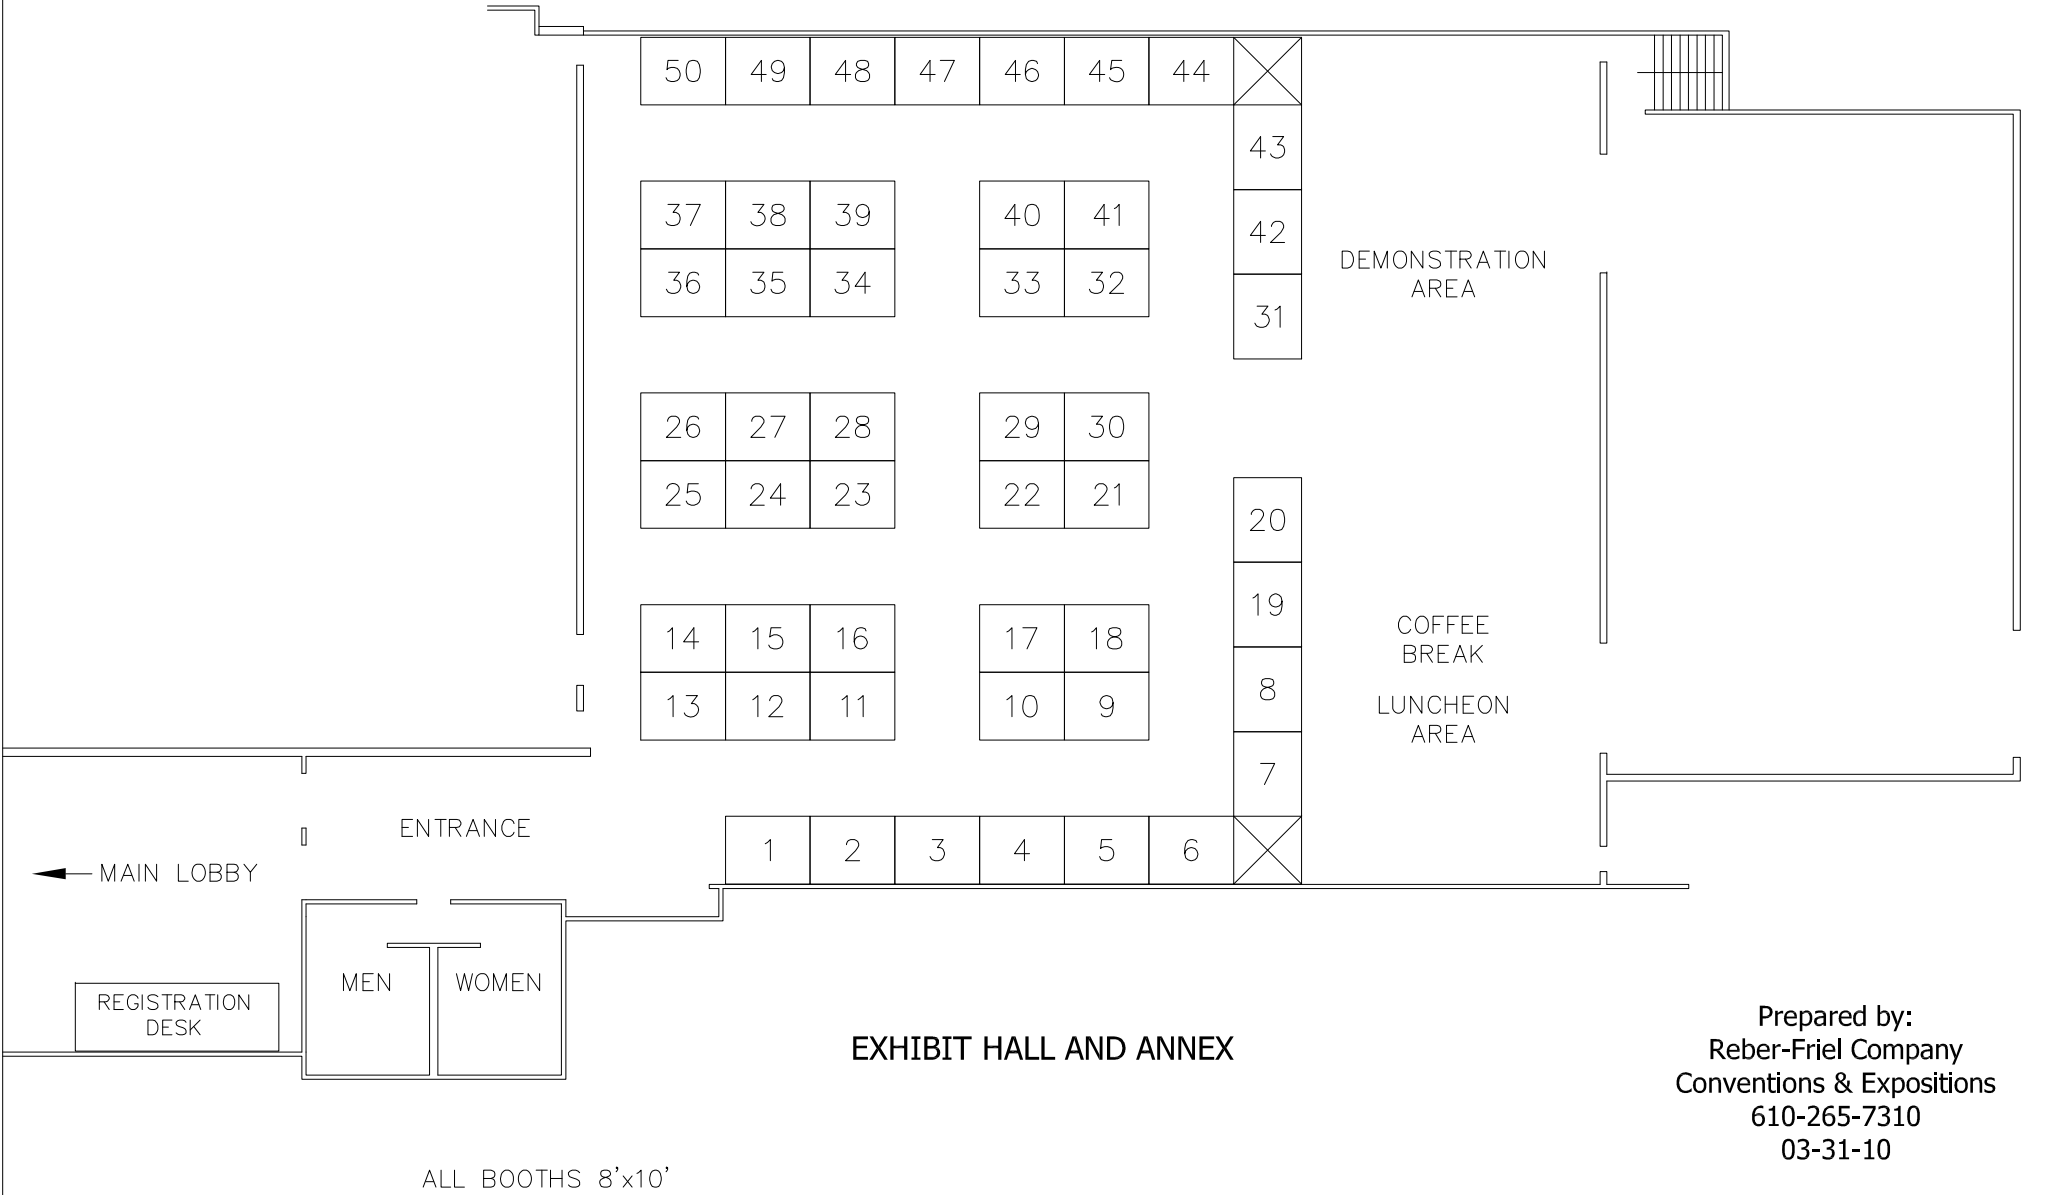 50 49 48 47 46 45 44
43
37 38 39 40 41
42
36 35 34 33 32
31
DEMONSTRATION
AREA
26 27 28 29 30
25 24 23 22 21
20
19
14 15 16 17 18
13 12 11 10 9
8
7
COFFEE
BREAK
LUNCHEON
AREA
1 2 3 4 5 6
ENTRANCE
MAIN LOBBY
MEN
WOMEN
REGISTRATION
DESK
EXHIBIT HALL AND ANNEX
Prepared by:
Reber-Friel Company
Conventions & Expositions
610-265-7310
03-31-10
ALL BOOTHS 8'x10'